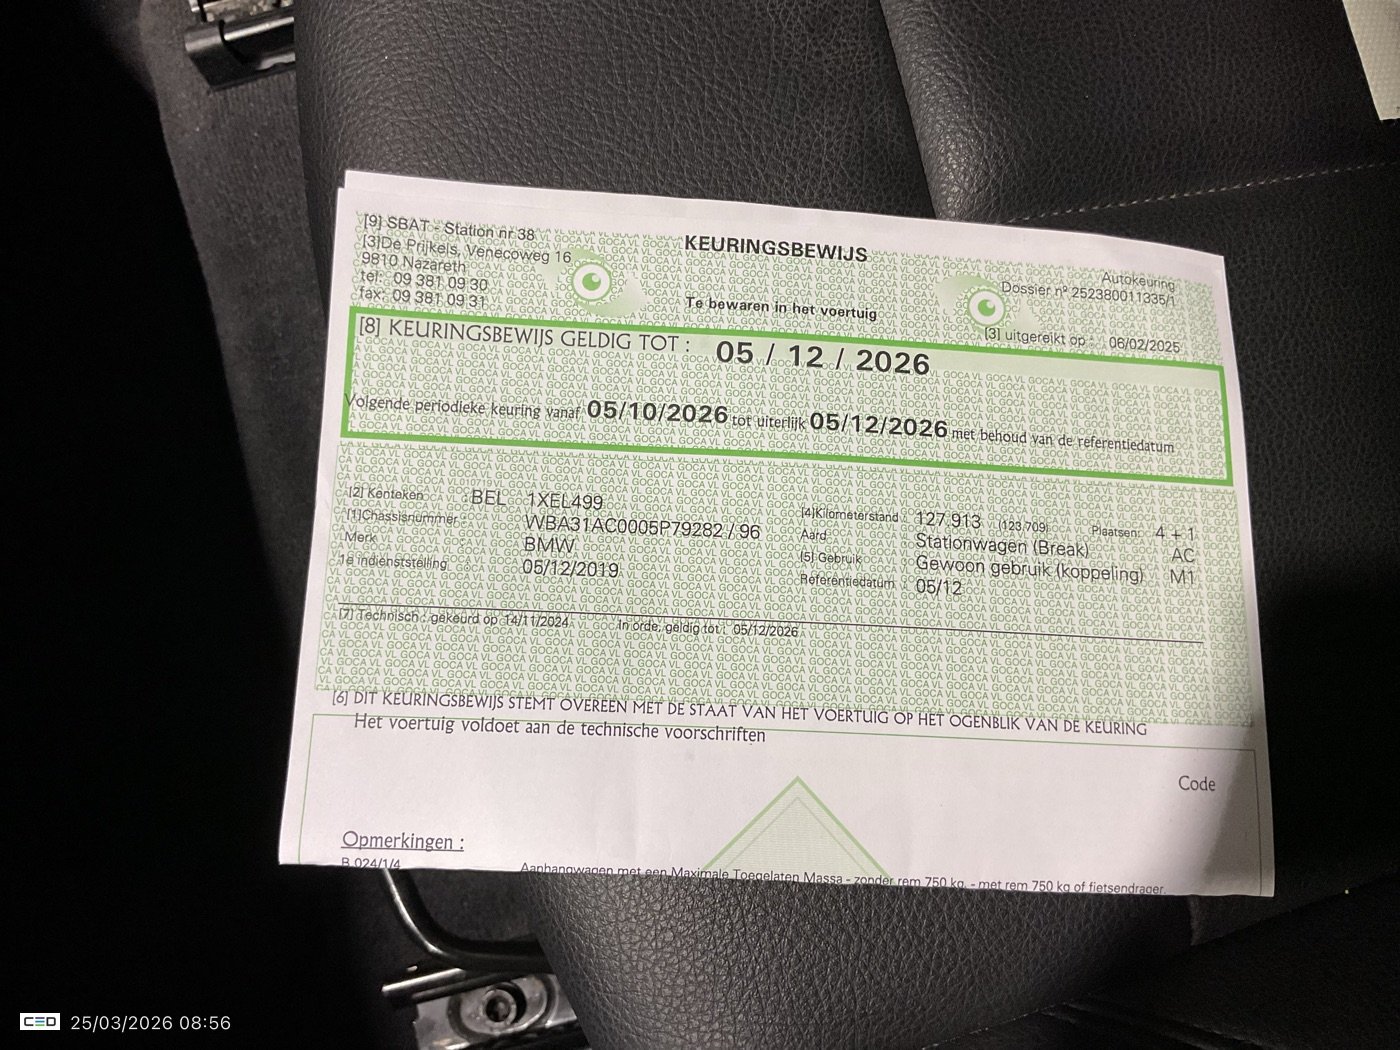 [9] SBAT - Station nr 38
[3]De Prijkels, Venecoweg 16
9810 Nazareth
tel: 09 381 09 30
fax: 09 381 09 31
KEURINGSBEWIJS
Te bewaren in het voertuig
Autokeuring
Dossier nº 252380011335/1
[3] uitgereikt op : 06/02/2025
[8] KEURINGSBEWIJS GELDIG TOT : 05 / 12 / 2026
Volgende periodieke keuring vanaf 05/10/2026 tot uiterlijk 05/12/2026 met behoud van de referentiedatum
[2] Kenteken : BEL 1XEL499
[1]Chassisnummer : WBA31AC0005P79282 / 96
Merk BMW
1e indienststelling 05/12/2019
[4]Kilometerstand : 127.913 (123.709) Plaatsen: 4 + 1
Aard : Stationwagen (Break) AC
[5] Gebruik : Gewoon gebruik (koppeling) M1
Referentiedatum : 05/12
[7] Technisch : gekeurd op 14/11/2024 In orde, geldig tot : 05/12/2026
[6] DIT KEURINGSBEWIJS STEMT OVEREEN MET DE STAAT VAN HET VOERTUIG OP HET OGENBLIK VAN DE KEURING
Het voertuig voldoet aan de technische voorschriften
Code
Opmerkingen :
B 024/1/4 Aanhangwagen met een Maximale Toegelaten Massa - zonder rem 750 kg, - met rem 750 kg of fietsendrager.
CED 25/03/2026 08:56